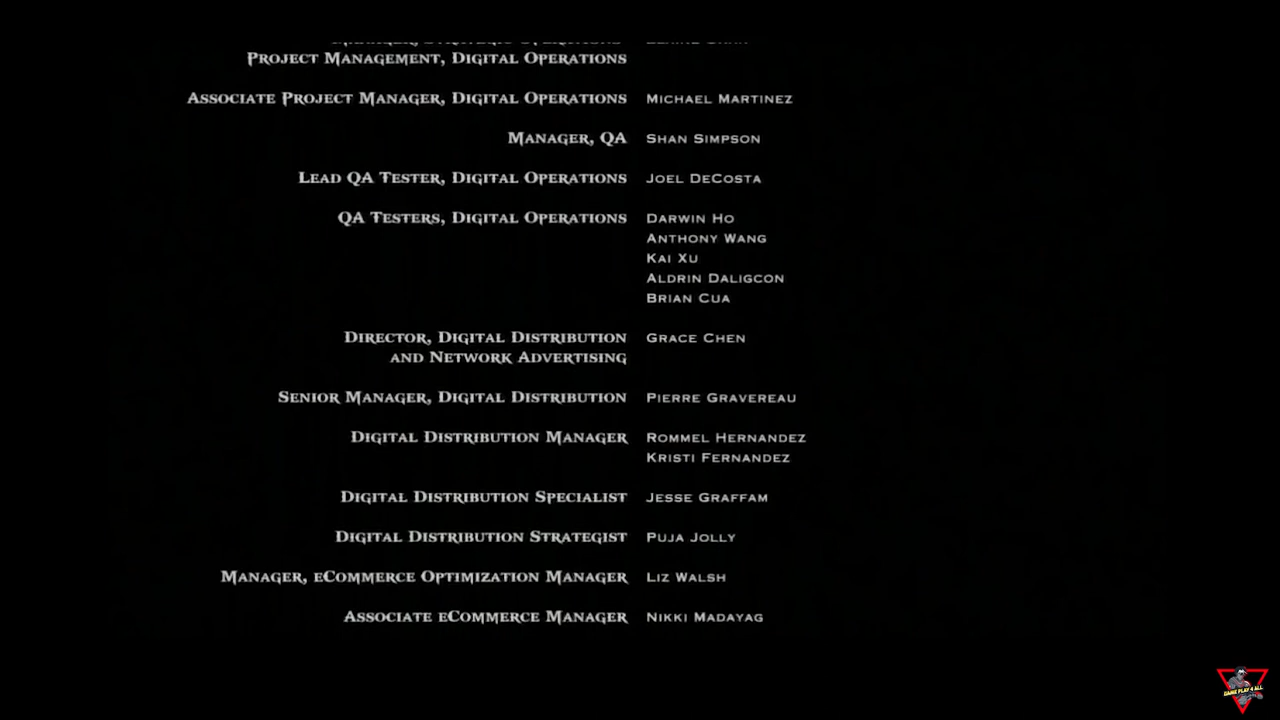 PROJECT MANAGEMENT, DIGITAL OPERATIONS
ASSOCIATE PROJECT MANAGER, DIGITAL OPERATIONS MICHAEL MARTINEZ
MANAGER, QA SHAN SIMPSON
LEAD QA TESTER, DIGITAL OPERATIONS JOEL DECOSTA
QA TESTERS, DIGITAL OPERATIONS DARWIN HO
ANTHONY WANG
KAI XU
ALDRIN DALIGCON
BRIAN CUA
DIRECTOR, DIGITAL DISTRIBUTION GRACE CHEN
AND NETWORK ADVERTISING
SENIOR MANAGER, DIGITAL DISTRIBUTION PIERRE GRAVEREAU
DIGITAL DISTRIBUTION MANAGER ROMMEL HERNANDEZ
KRISTI FERNANDEZ
DIGITAL DISTRIBUTION SPECIALIST JESSE GRAFFAM
DIGITAL DISTRIBUTION STRATEGIST PUJA JOLLY
MANAGER, eCOMMERCE OPTIMIZATION MANAGER LIZ WALSH
ASSOCIATE eCOMMERCE MANAGER NIKKI MADAYAG
GAME PLAY 4 ALL